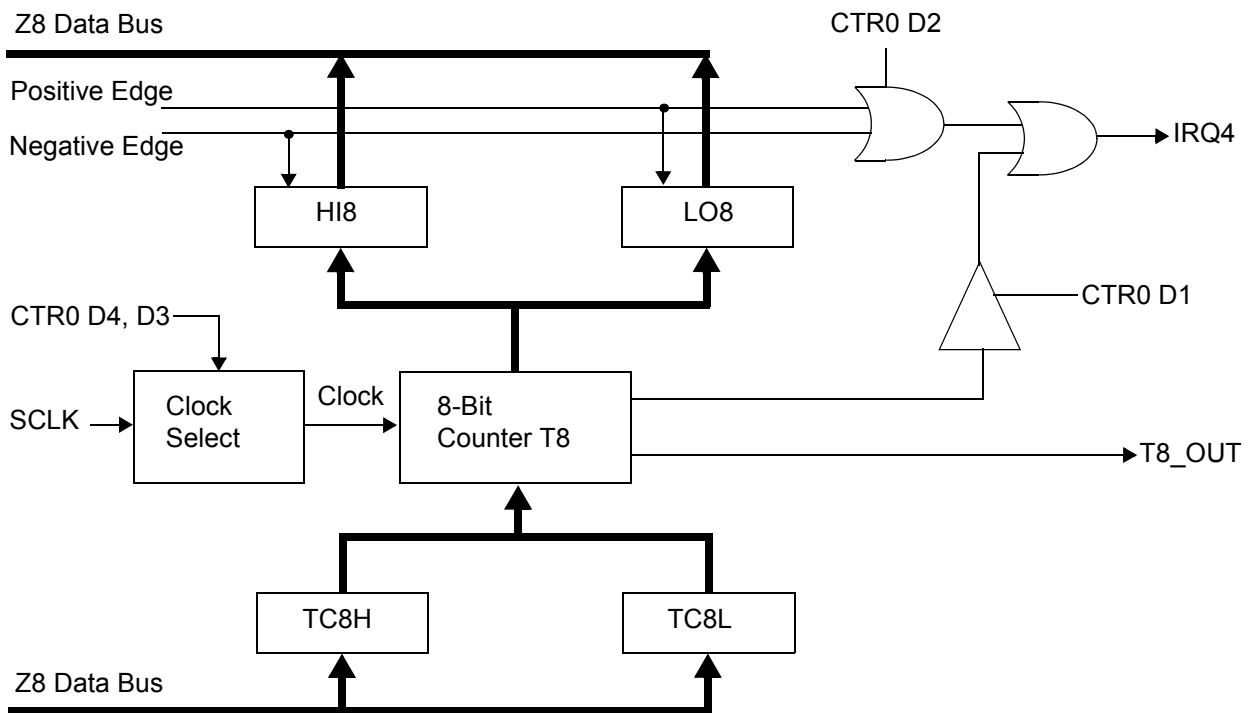 Z8 Data Bus
CTR0 D2
Positive Edge
Negative Edge
IRQ4
HI8
LO8
CTR0 D4, D3
CTR0 D1
SCLK
Clock
Select
Clock
8-Bit
Counter T8
T8_OUT
TC8H
TC8L
Z8 Data Bus